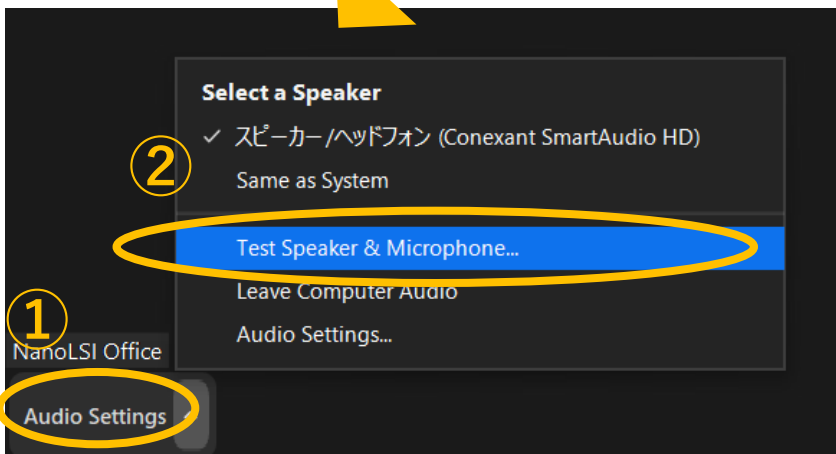 Select a Speaker
✓ スピーカー/ヘッドフォン (Conexant SmartAudio HD)
②
Same as System
Test Speaker & Microphone...
Leave Computer Audio
①
Audio Settings...
NanoLSI Office
Audio Settings